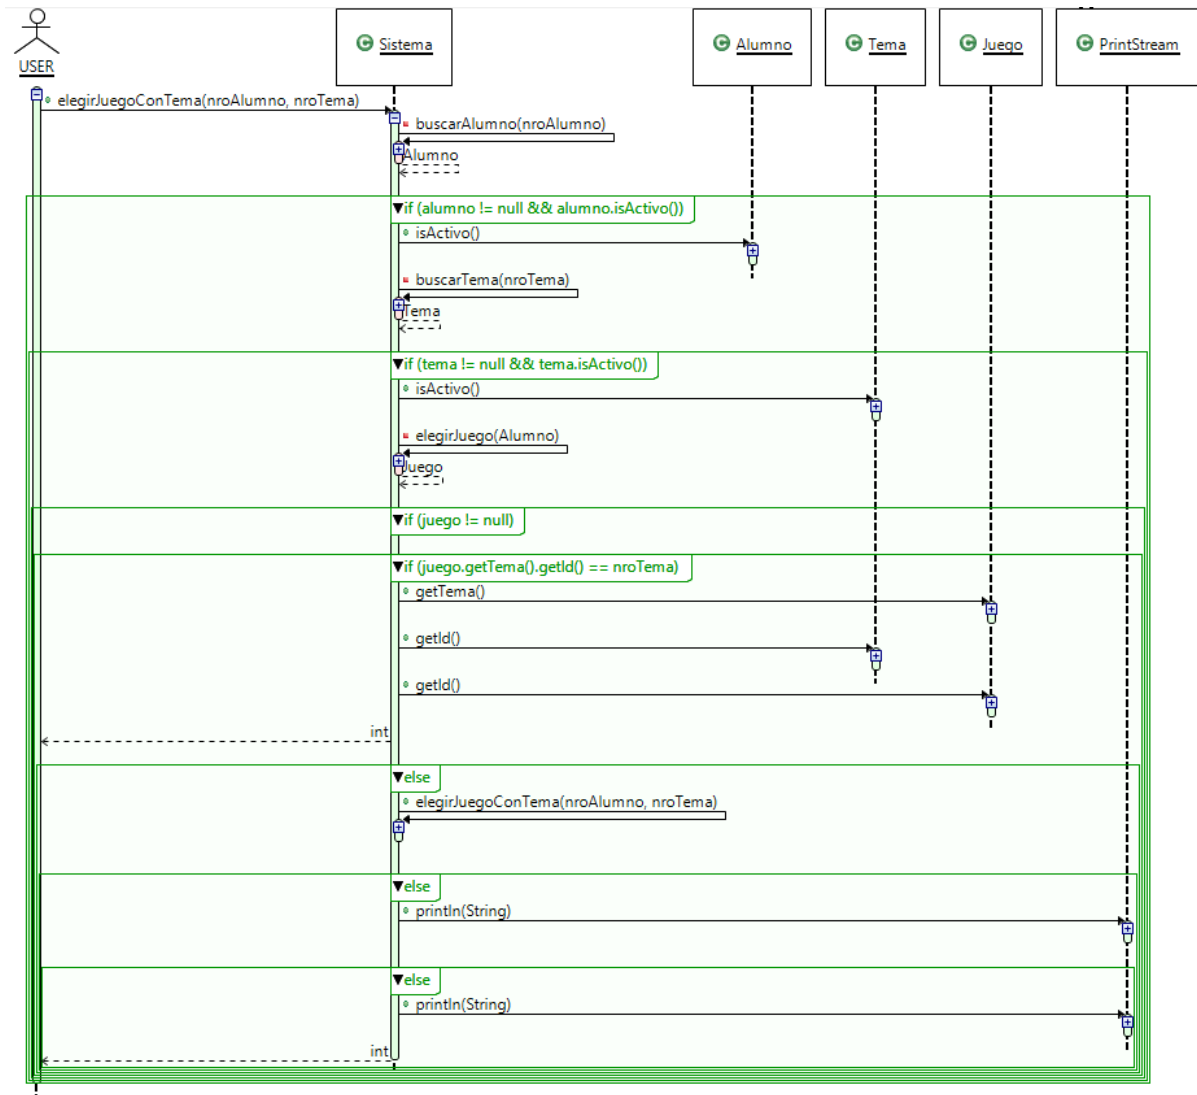 USER
C Sistema
C Alumno
C Tema
C Juego
C PrintStream
elegirJuegoConTema(nroAlumno, nroTema)
buscarAlumno(nroAlumno)
Alumno
if (alumno != null && alumno.isActivo())
isActivo()
buscarTema(nroTema)
Tema
if (tema != null && tema.isActivo())
isActivo()
elegirJuego(Alumno)
Juego
if (juego != null)
if (juego.getTema().getId() == nroTema)
getTema()
getId()
getId()
int
else
elegirJuegoConTema(nroAlumno, nroTema)
else
println(String)
else
println(String)
int